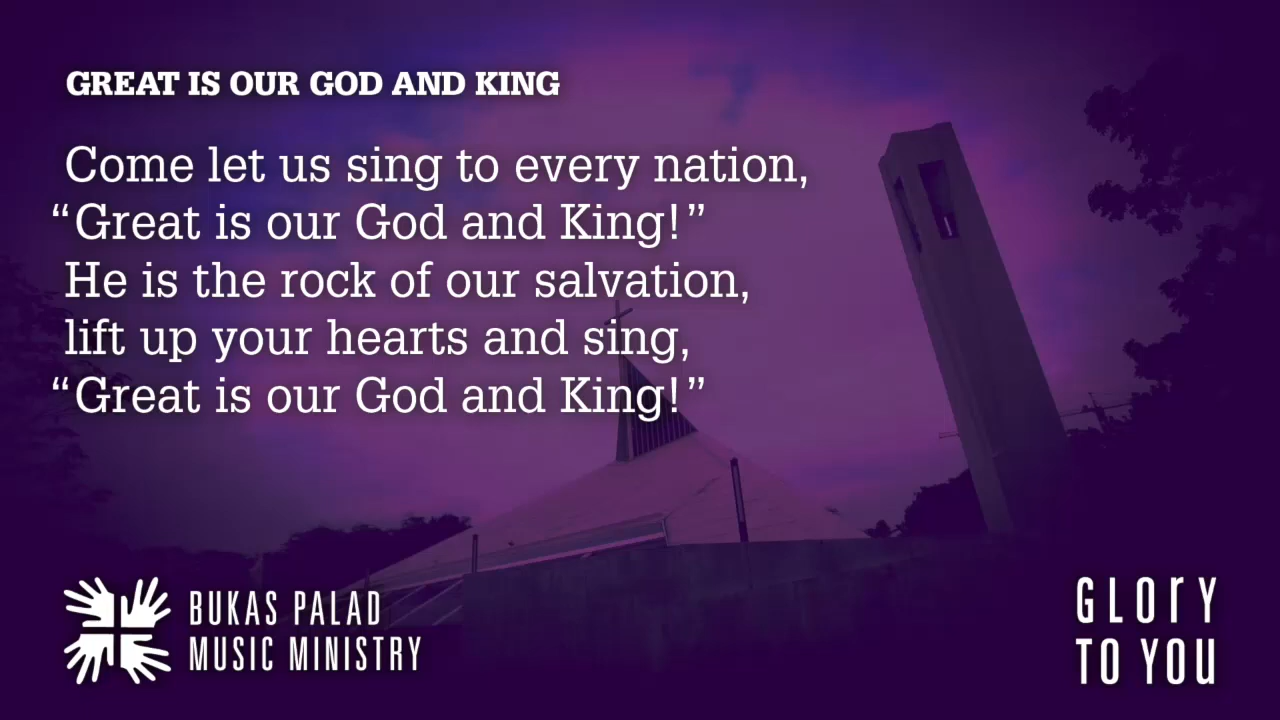 GREAT IS OUR GOD AND KING
Come let us sing to every nation,
“Great is our God and King!”
He is the rock of our salvation,
lift up your hearts and sing,
“Great is our God and King!”
BUKAS PALAD
MUSIC MINISTRY
GLORY
TO YOU